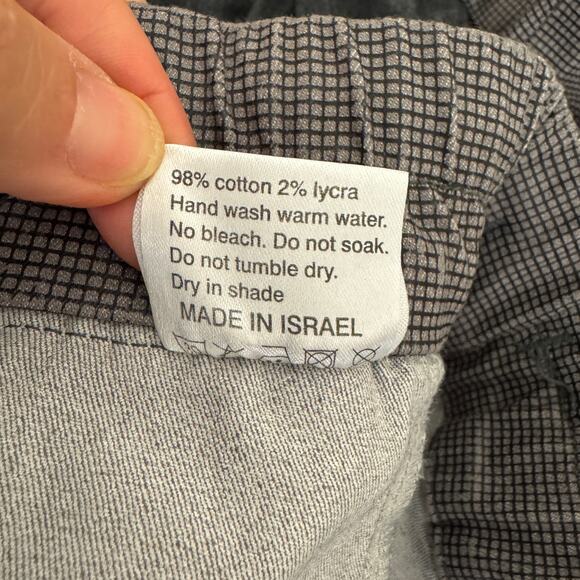 98% cotton 2% lycra
Hand wash warm water.
No bleach. Do not soak.
Do not tumble dry.
Dry in shade
MADE IN ISRAEL